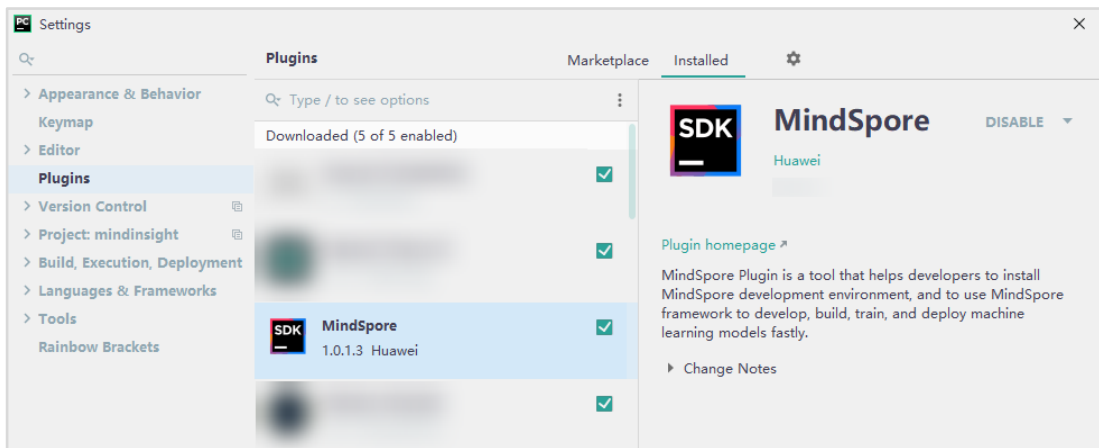 PC Settings
Plugins
Marketplace
Installed
Appearance & Behavior
Keymap
Editor
Plugins
Version Control
Project: mindinsight
Build, Execution, Deployment
Languages & Frameworks
Tools
Rainbow Brackets
Type / to see options
Downloaded (5 of 5 enabled)
SDK
MindSpore
1.0.1.3 Huawei
SDK
MindSpore
DISABLE
Huawei
Plugin homepage
MindSpore Plugin is a tool that helps developers to install
MindSpore development environment, and to use MindSpore
framework to develop, build, train, and deploy machine
learning models fastly.
Change Notes